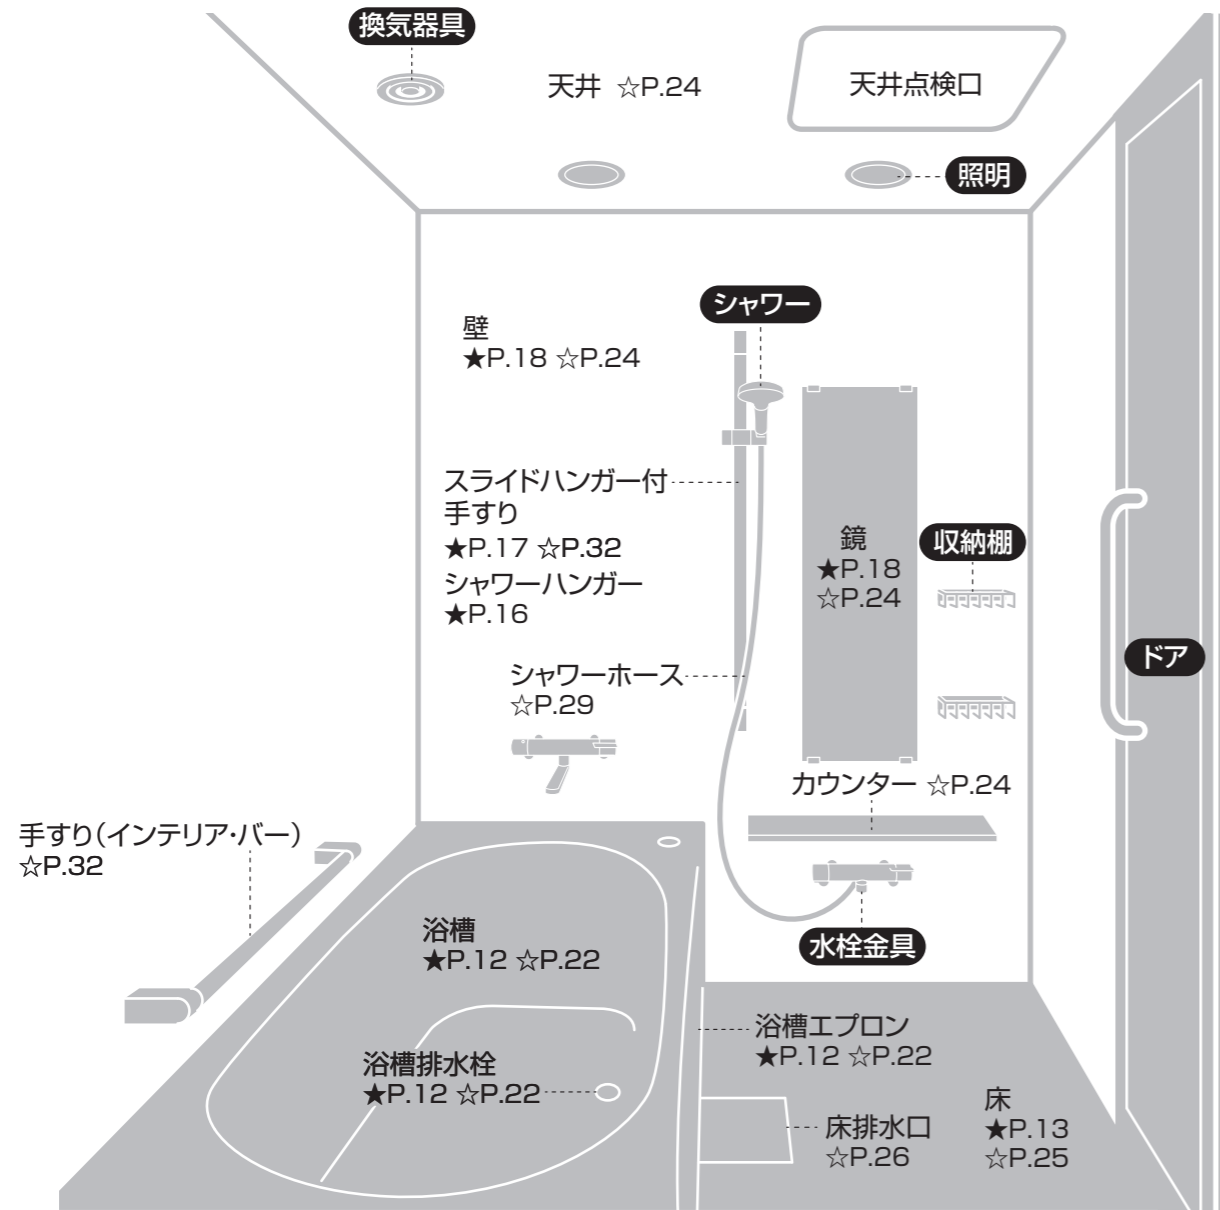 換気器具
天井 ☆P.24
天井点検口
照明
シャワー
壁
★P.18 ☆P.24
スライドハンガー付
手すり
★P.17 ☆P.32
シャワーハンガー
★P.16
鏡
★P.18
☆P.24
収納棚
ドア
シャワーホース
☆P.29
カウンター ☆P.24
手すり（インテリア・バー）
☆P.32
浴槽
★P.12 ☆P.22
水栓金具
浴槽エプロン
★P.12 ☆P.22
浴槽排水栓
★P.12 ☆P.22
床排水口
☆P.26
床
★P.13
☆P.25